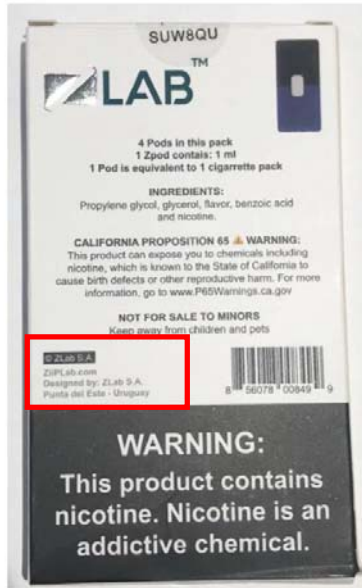 SUW8QU
ZLAB™
4 Pods in this pack
1 Zpod contais: 1 ml
1 Pod is equivalent to 1 cigarrette pack
INGREDIENTS:
Propylene glycol, glycerol, flavor, benzoic acid
and nicotine.
CALIFORNIA PROPOSITION 65 ⚠ WARNING:
This product can expose you to chemicals including
nicotine, which is known to the State of California to
cause birth defects or other reproductive harm. For more
information, go to www.P65Warnings.ca.gov
NOT FOR SALE TO MINORS
Keep away from children and pets
© ZLab S.A.
ZiiPLab.com
Designed by: ZLab S.A.
Punta del Este - Uruguay
8 56078 00849 9
WARNING:
This product contains
nicotine. Nicotine is an
addictive chemical.